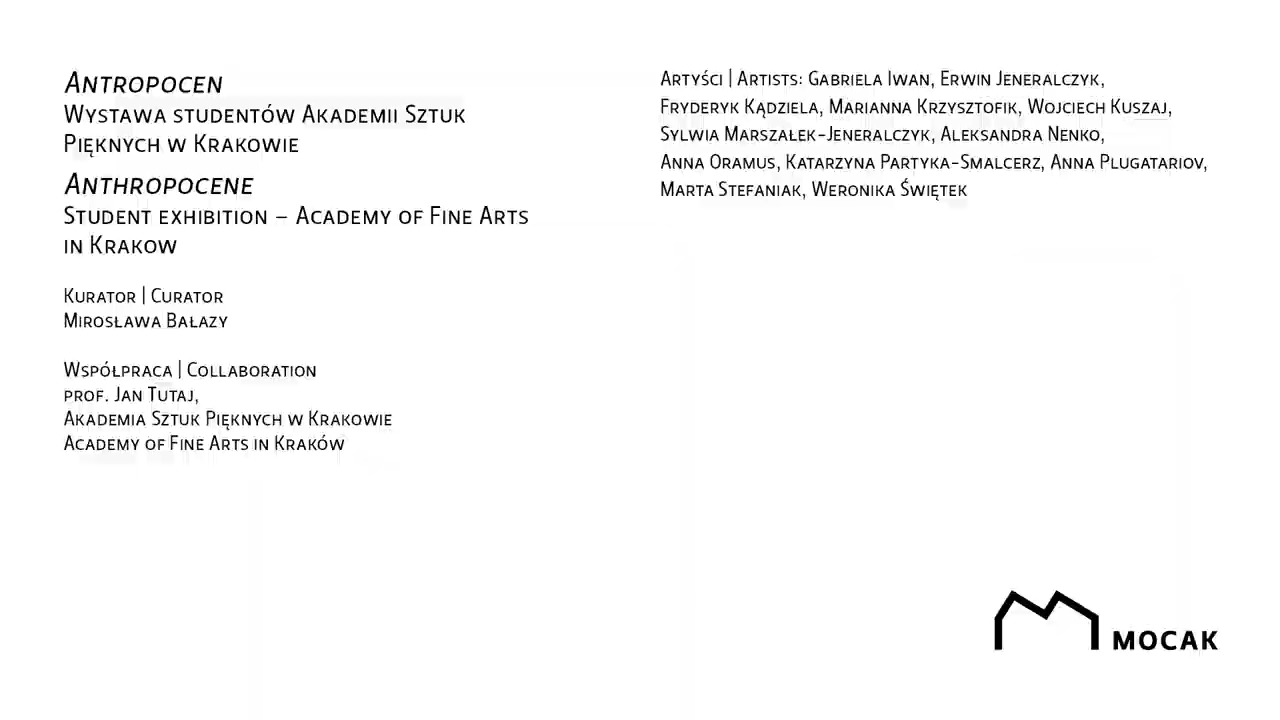 Antropocen
Wystawa studentów Akademii Sztuk
Pięknych w Krakowie
Anthropocene
Student exhibition – Academy of Fine Arts
in Krakow
Kurator | Curator
Mirosława Bałazy
Współpraca | Collaboration
prof. Jan Tutaj,
Akademia Sztuk Pięknych w Krakowie
Academy of Fine Arts in Kraków
Artyści | Artists: Gabriela Iwan, Erwin Jeneralczyk,
Fryderyk Kądziela, Marianna Krzysztofik, Wojciech Kuszaj,
Sylwia Marszałek-Jeneralczyk, Aleksandra Nenko,
Anna Oramus, Katarzyna Partyka-Smalcerz, Anna Plugatariov,
Marta Stefaniak, Weronika Świętek
MOCAK